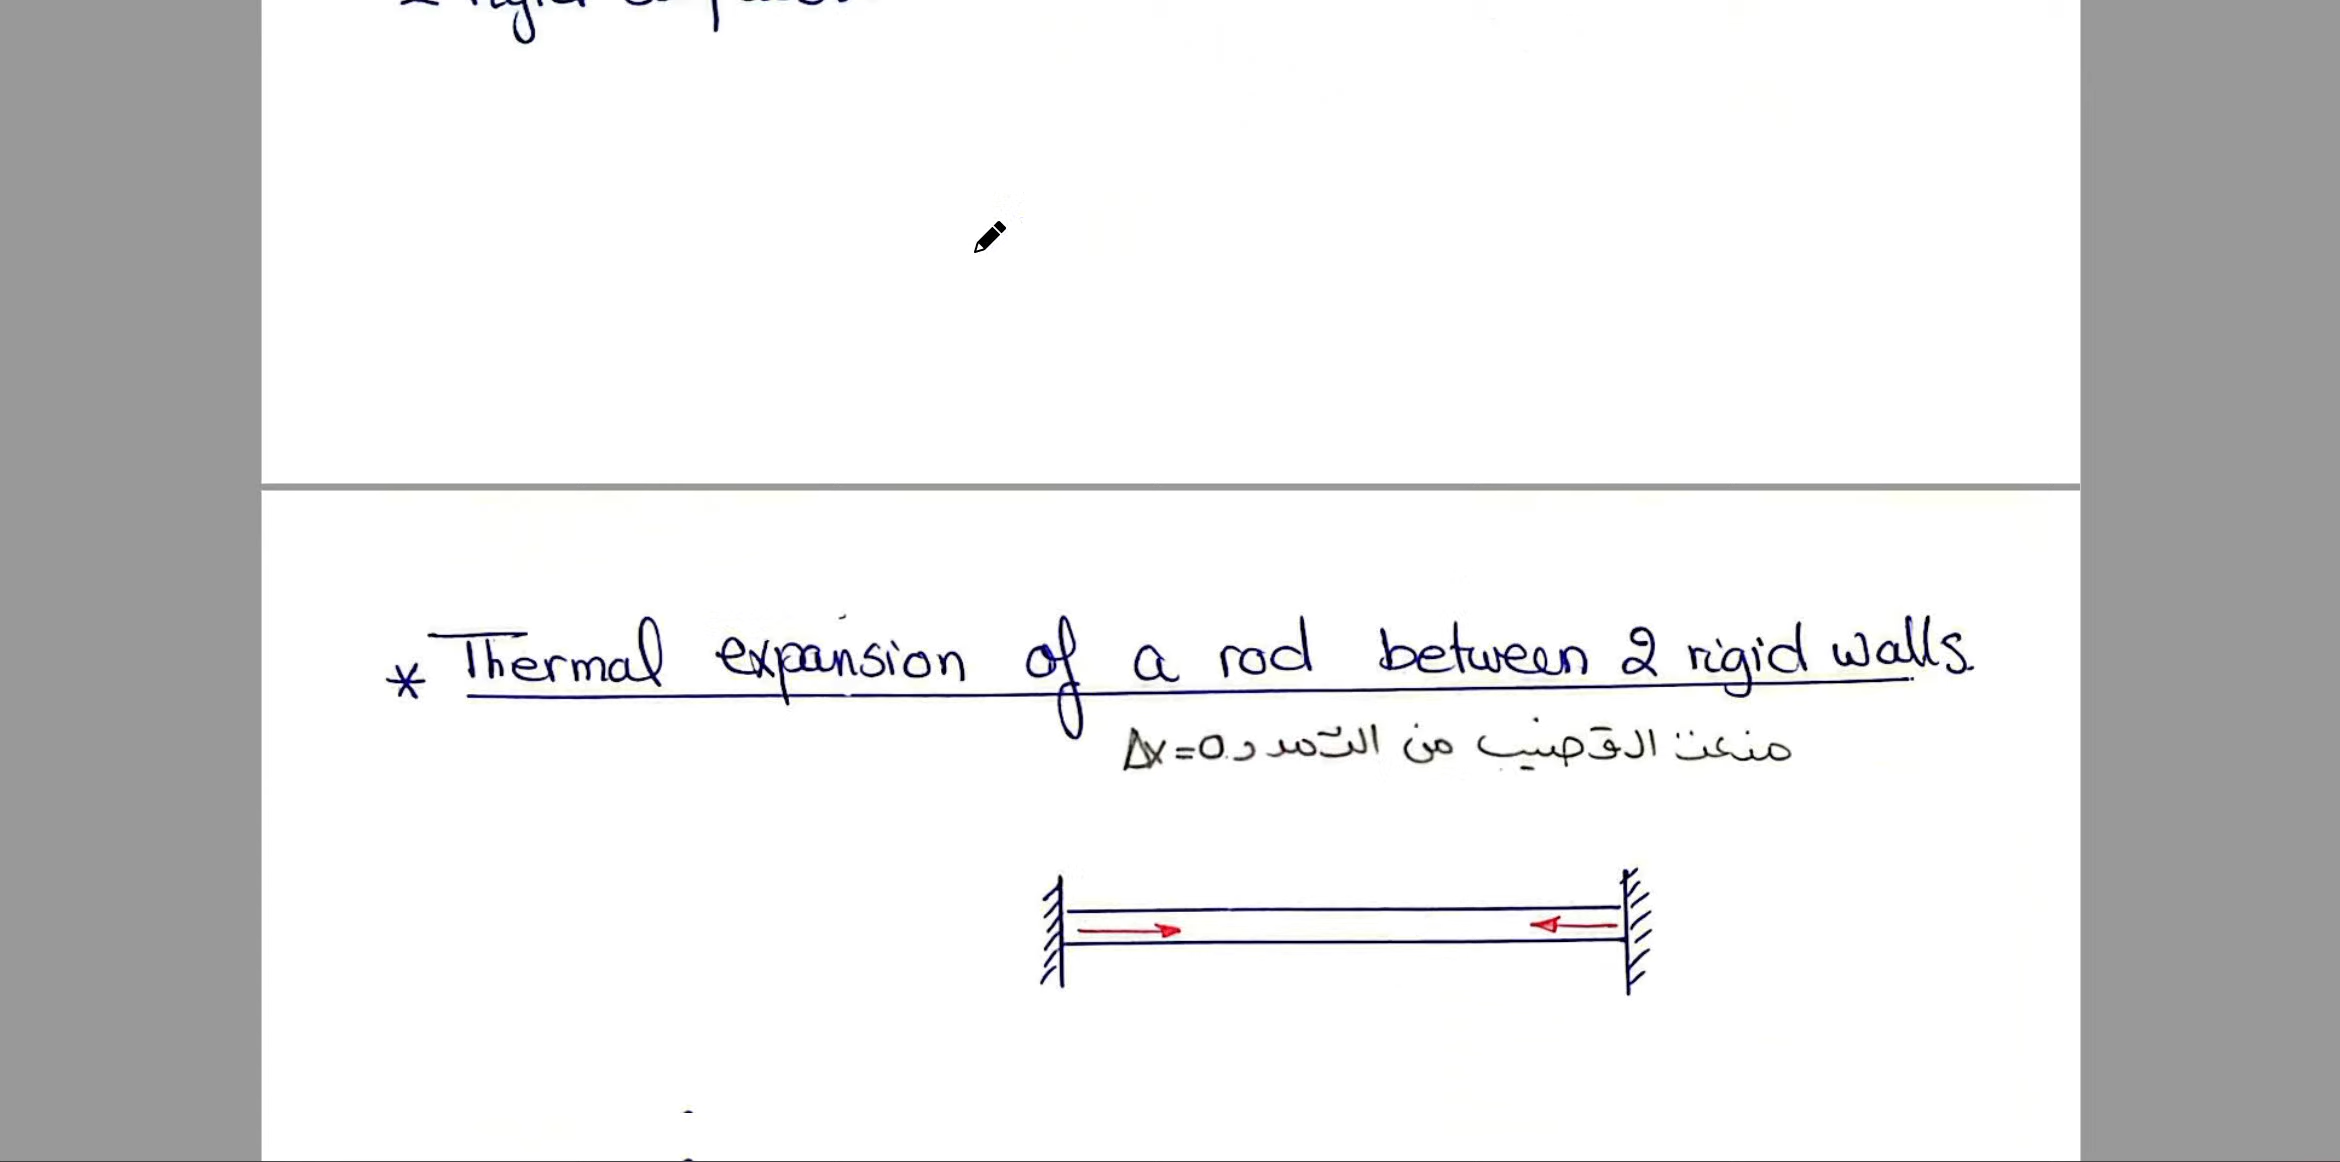 * Thermal expansion of a rod between 2 rigid walls
منعت القضيب من التمدد Δx=0